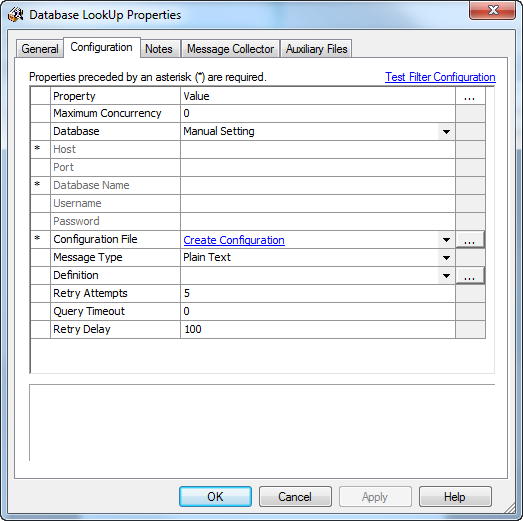 Database LookUp Properties
General Configuration Notes Message Collector Auxiliary Files
Properties preceded by an asterisk (*) are required. Test Filter Configuration
Property Value ...
Maximum Concurrency 0
Database Manual Setting
* Host
Port
* Database Name
Username
Password
* Configuration File Create Configuration ...
Message Type Plain Text
Definition ...
Retry Attempts 5
Query Timeout 0
Retry Delay 100
OK Cancel Apply Help